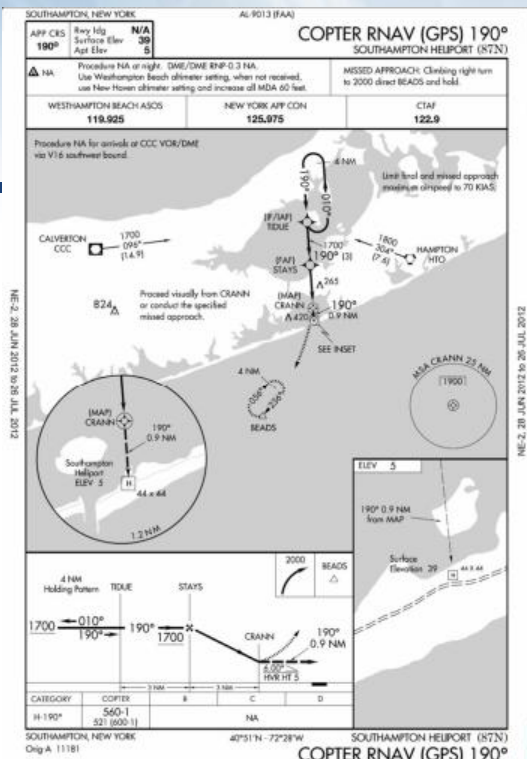 SOUTHAMPTON, NEW YORK
AL-9013 (FAA)
APP CRS
190°
Rwy ldg N/A
Surface Elev 39
Apt Elev 5
COPTER RNAV (GPS) 190°
SOUTHAMPTON HELIPORT (87N)
NA
Procedure NA at night. DME/DME RNP-0.3 NA.
Use Westhampton Beach altimeter setting, when not received,
use New Haven altimeter setting and increase all MDA 60 feet.
MISSED APPROACH: Climbing right turn
to 2000 direct BEADS and hold.
WESTHAMPTON BEACH ASOS
119.925
NEW YORK APP CON
125.975
CTAF
122.9
Procedure NA for arrivals at CCC VOR/DME
via V16 southwest bound.
4 NM
190°
010°
Limit final and missed approach
maximum airspeed to 70 KIAS.
(IF/IAF)
TIDUE
CALVERTON
CCC
1700
096°
(14.9)
1700
190° (3)
(FAF)
STAYS
1800
304°
(7.6)
HAMPTON
HTO
265
824
Proceed visually from CRANN
or conduct the specified
missed approach.
(MAP)
CRANN
420
190°
0.9 NM
SEE INSET
4 NM
056°
236°
BEADS
MSA CRANN 25 NM
1900
(MAP)
CRANN
190°
0.9 NM
Southampton
Heliport
ELEV 5
H
44 x 44
1.2 NM
ELEV 5
190° 0.9 NM
from MAP
Surface
Elevation 39
H
44 X 44
2000
BEADS
4 NM
Holding Pattern
TIDUE
STAYS
1700
010°
190°
190°
1700
CRANN
190°
0.9 NM
6.00°
HVR HT 5
3 NM
3 NM
CATEGORY
COPTER
B
C
D
H-190°
560-1
521 (600-1)
NA
SOUTHAMPTON, NEW YORK
Orig-A 11181
40°51'N - 72°28'W
SOUTHAMPTON HELIPORT (87N)
COPTER RNAV (GPS) 190°
NE-2, 28 JUN 2012 to 26 JUL 2012
NE-2, 28 JUN 2012 to 26 JUL 2012